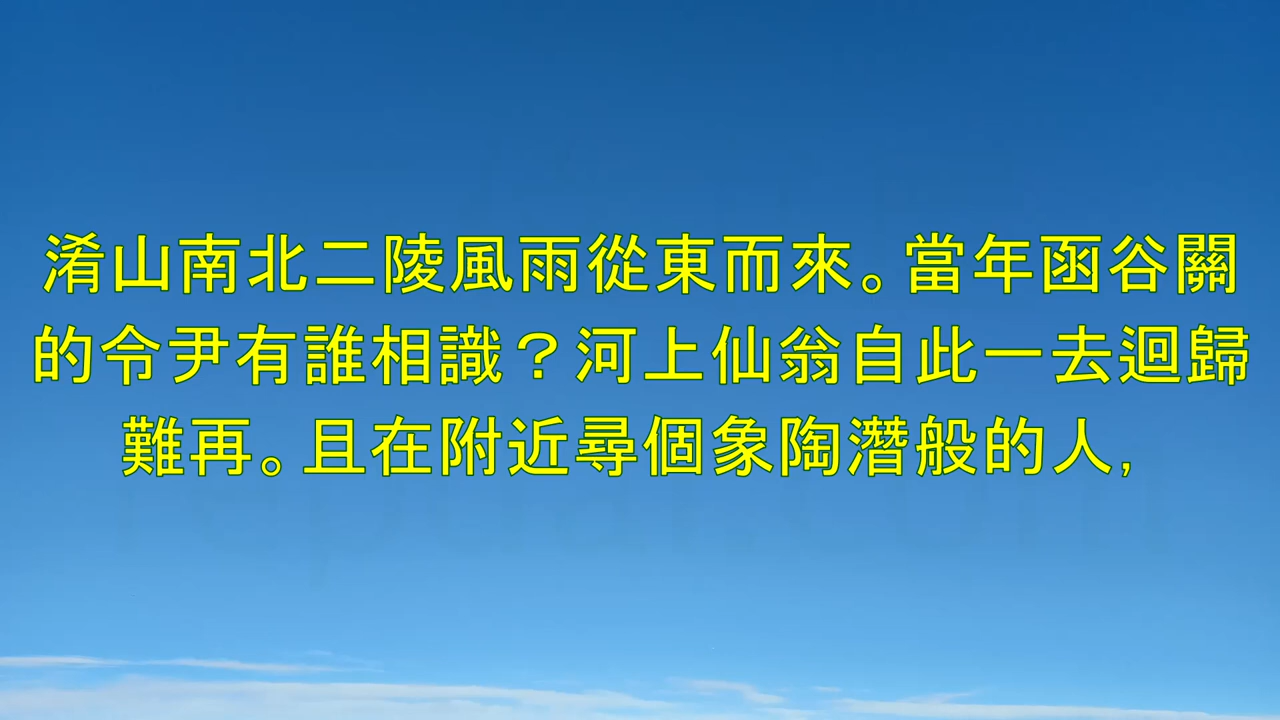 淆山南北二陵風雨從東而來。當年函谷關
的令尹有誰相識？河上仙翁自此一去迴歸
難再。且在附近尋個象陶潛般的人,